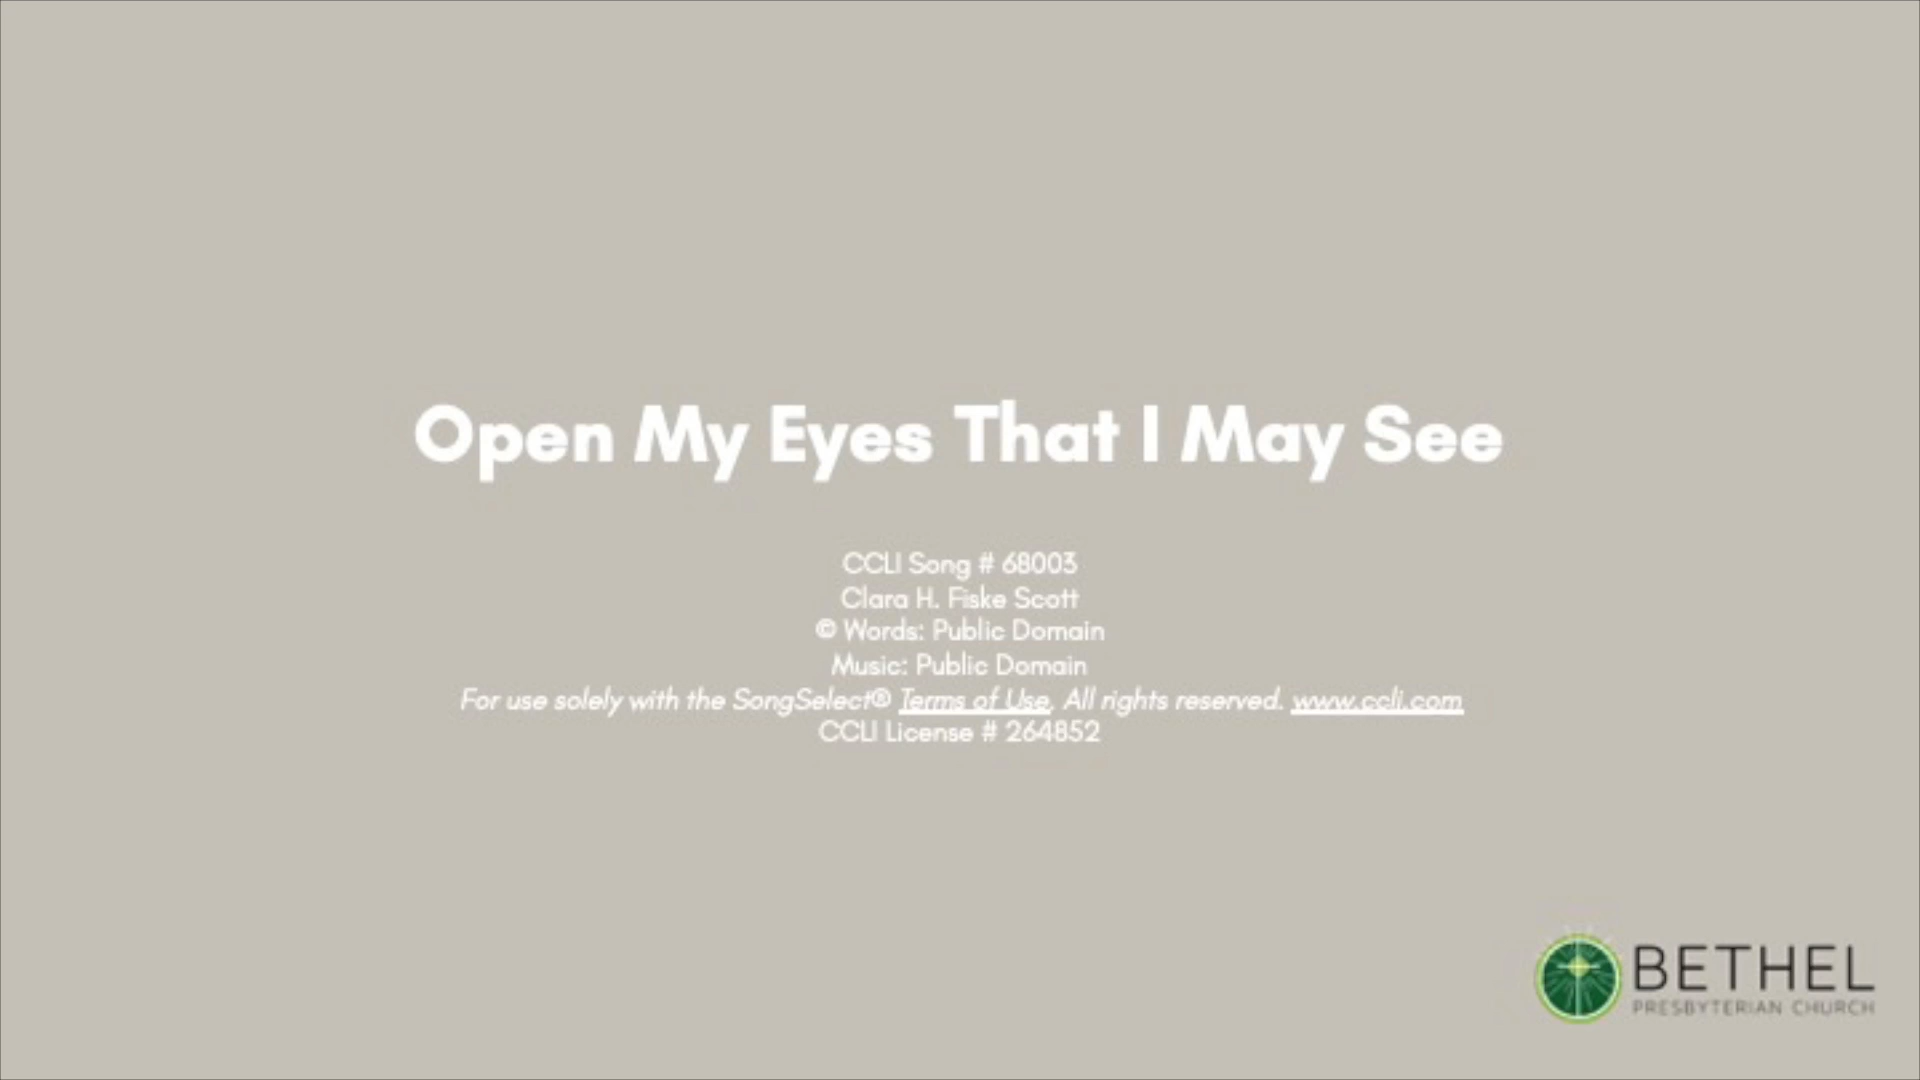 Open My Eyes That I May See
CCLI Song # 68003
Clara H. Fiske Scott
© Words: Public Domain
Music: Public Domain
For use solely with the SongSelect® Terms of Use. All rights reserved. www.ccli.com
CCLI License # 264852
BETHEL
PRESBYTERIAN CHURCH